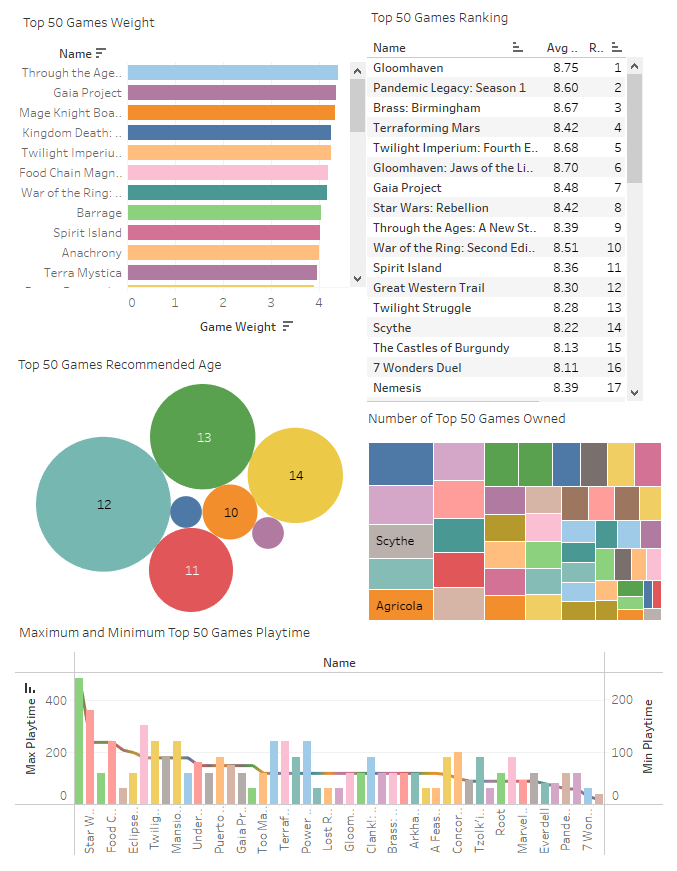 Top 50 Games Weight
Name
Through the Age..
Gaia Project
Mage Knight Boa..
Kingdom Death: ..
Twilight Imperiu..
Food Chain Magn..
War of the Ring: ..
Barrage
Spirit Island
Anachrony
Terra Mystica
0 1 2 3 4
Game Weight
Top 50 Games Ranking
Name Avg .. R..
Gloomhaven 8.75 1
Pandemic Legacy: Season 1 8.60 2
Brass: Birmingham 8.67 3
Terraforming Mars 8.42 4
Twilight Imperium: Fourth E.. 8.68 5
Gloomhaven: Jaws of the Li.. 8.70 6
Gaia Project 8.48 7
Star Wars: Rebellion 8.42 8
Through the Ages: A New St.. 8.39 9
War of the Ring: Second Edi.. 8.51 10
Spirit Island 8.36 11
Great Western Trail 8.30 12
Twilight Struggle 8.28 13
Scythe 8.22 14
The Castles of Burgundy 8.13 15
7 Wonders Duel 8.11 16
Nemesis 8.39 17
Top 50 Games Recommended Age
13
14
12
10
11
Number of Top 50 Games Owned
Scythe
Agricola
Maximum and Minimum Top 50 Games Playtime
Name
Max Playtime
400
200
0
200
100
0
Min Playtime
Star W..
Food C..
Eclipse..
Twilig..
Mansio..
Under..
Puerto ..
Gaia Pr..
Too Ma..
Terraf..
Power ..
Lost R..
Gloom..
Clank!: ..
Brass: ..
Arkha..
A Feas..
Concor..
Tzolk'i..
Root
Marvel..
Everdell
Pande..
7 Won..